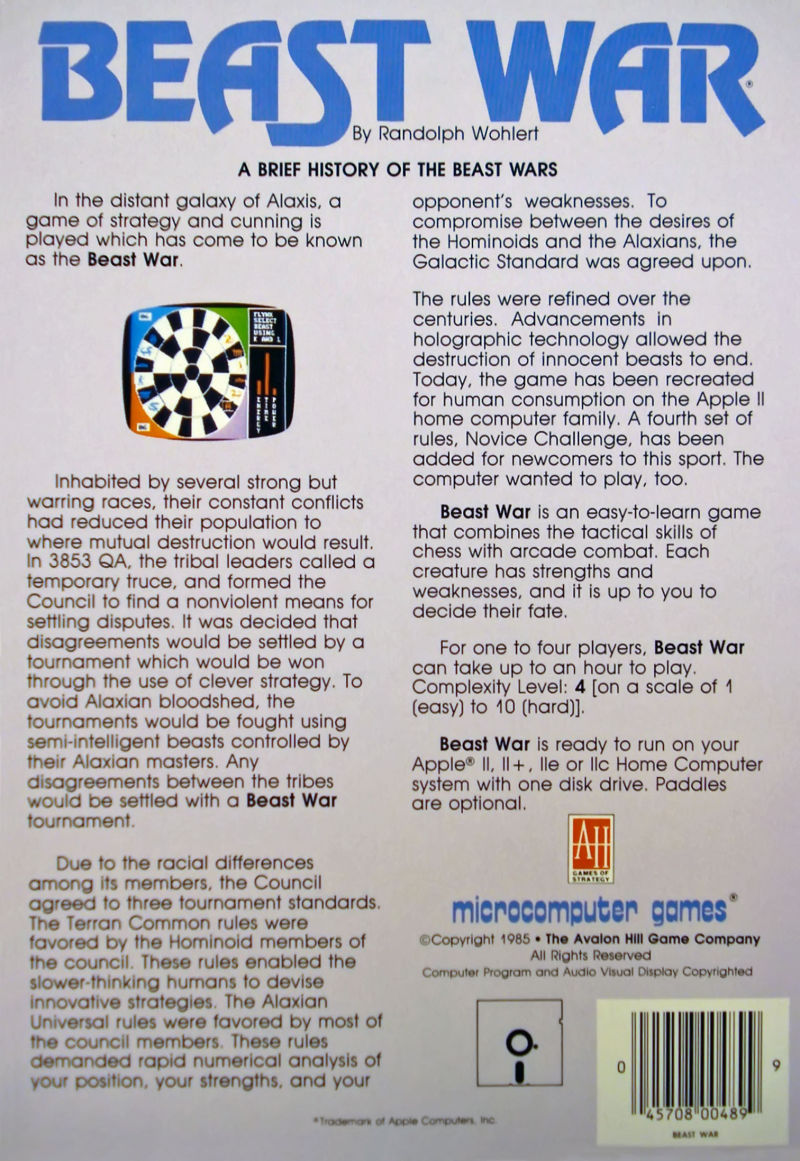 BEAST WAR®
By Randolph Wohlert
A BRIEF HISTORY OF THE BEAST WARS
In the distant galaxy of Alaxis, a
game of strategy and cunning is
played which has come to be known
as the Beast War.
FLYNX
SELECT
BEAST
USING
K AND L
ENERGY
TIME
POWER
Inhabited by several strong but
warring races, their constant conflicts
had reduced their population to
where mutual destruction would result.
In 3853 QA, the tribal leaders called a
temporary truce, and formed the
Council to find a nonviolent means for
settling disputes. It was decided that
disagreements would be settled by a
tournament which would be won
through the use of clever strategy. To
avoid Alaxian bloodshed, the
tournaments would be fought using
semi-intelligent beasts controlled by
their Alaxian masters. Any
disagreements between the tribes
would be settled with a Beast War
tournament.
Due to the racial differences
among its members, the Council
agreed to three tournament standards.
The Terran Common rules were
favored by the Hominoid members of
the council. These rules enabled the
slower-thinking humans to devise
innovative strategies. The Alaxian
Universal rules were favored by most of
the council members. These rules
demanded rapid numerical analysis of
your position, your strengths, and your
opponent's weaknesses. To
compromise between the desires of
the Hominoids and the Alaxians, the
Galactic Standard was agreed upon.
The rules were refined over the
centuries. Advancements in
holographic technology allowed the
destruction of innocent beasts to end.
Today, the game has been recreated
for human consumption on the Apple II
home computer family. A fourth set of
rules, Novice Challenge, has been
added for newcomers to this sport. The
computer wanted to play, too.
Beast War is an easy-to-learn game
that combines the tactical skills of
chess with arcade combat. Each
creature has strengths and
weaknesses, and it is up to you to
decide their fate.
For one to four players, Beast War
can take up to an hour to play.
Complexity Level: 4 [on a scale of 1
(easy) to 10 (hard)].
Beast War is ready to run on your
Apple® II, II+, IIe or IIc Home Computer
system with one disk drive. Paddles
are optional.
AH
GAMES OF
STRATEGY
microcomputer games®
©Copyright 1985 • The Avalon Hill Game Company
All Rights Reserved
Computer Program and Audio Visual Display Copyrighted
0 45708 00489 9
BEAST WAR
*Trademark of Apple Computers, Inc.